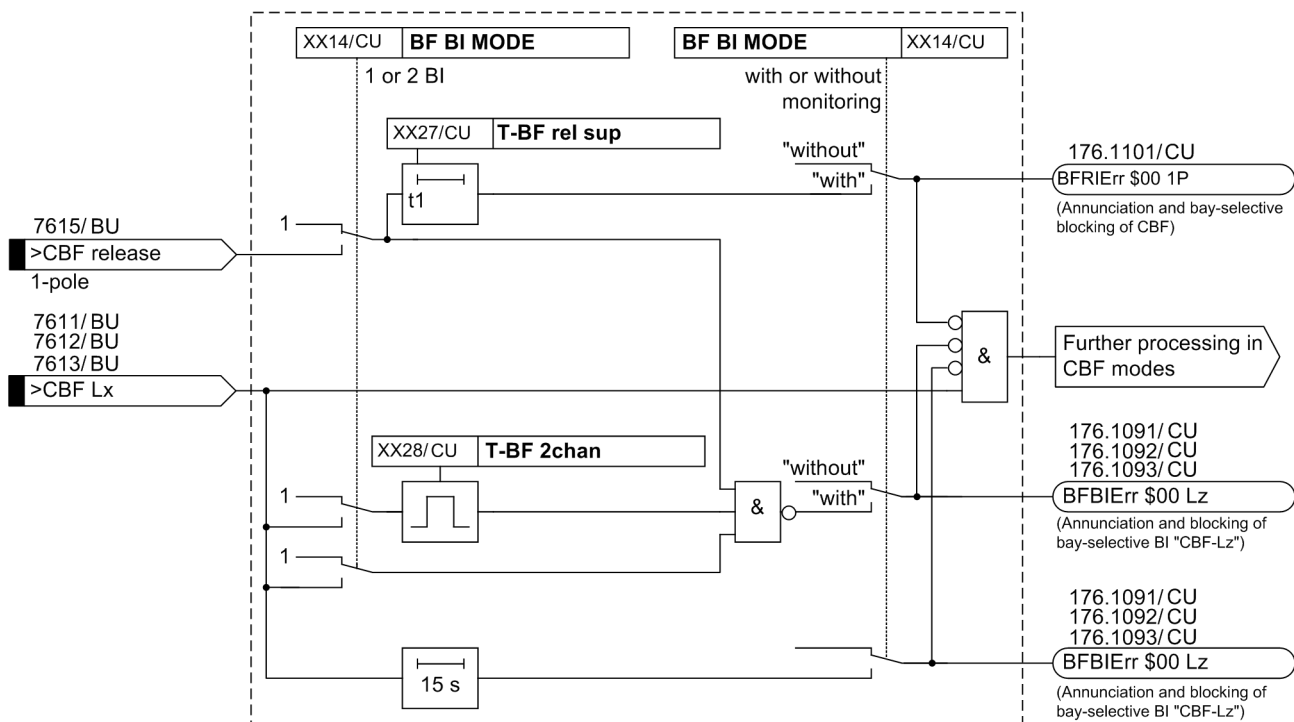 XX14/CU BF BI MODE
BF BI MODE XX14/CU
1 or 2 BI
with or without
monitoring
XX27/CU T-BF rel sup
t1
"without"
"with"
176.1101/CU
BFRIErr $00 1P
(Annunciation and bay-selective
blocking of CBF)
7615/BU
>CBF release
1-pole
1
7611/BU
7612/BU
7613/BU
>CBF Lx
&
Further processing in
CBF modes
XX28/CU T-BF 2chan
1
1
&
"without"
"with"
176.1091/CU
176.1092/CU
176.1093/CU
BFBIErr $00 Lz
(Annunciation and blocking of
bay-selective BI "CBF-Lz")
15 s
176.1091/CU
176.1092/CU
176.1093/CU
BFBIErr $00 Lz
(Annunciation and blocking of
bay-selective BI "CBF-Lz")